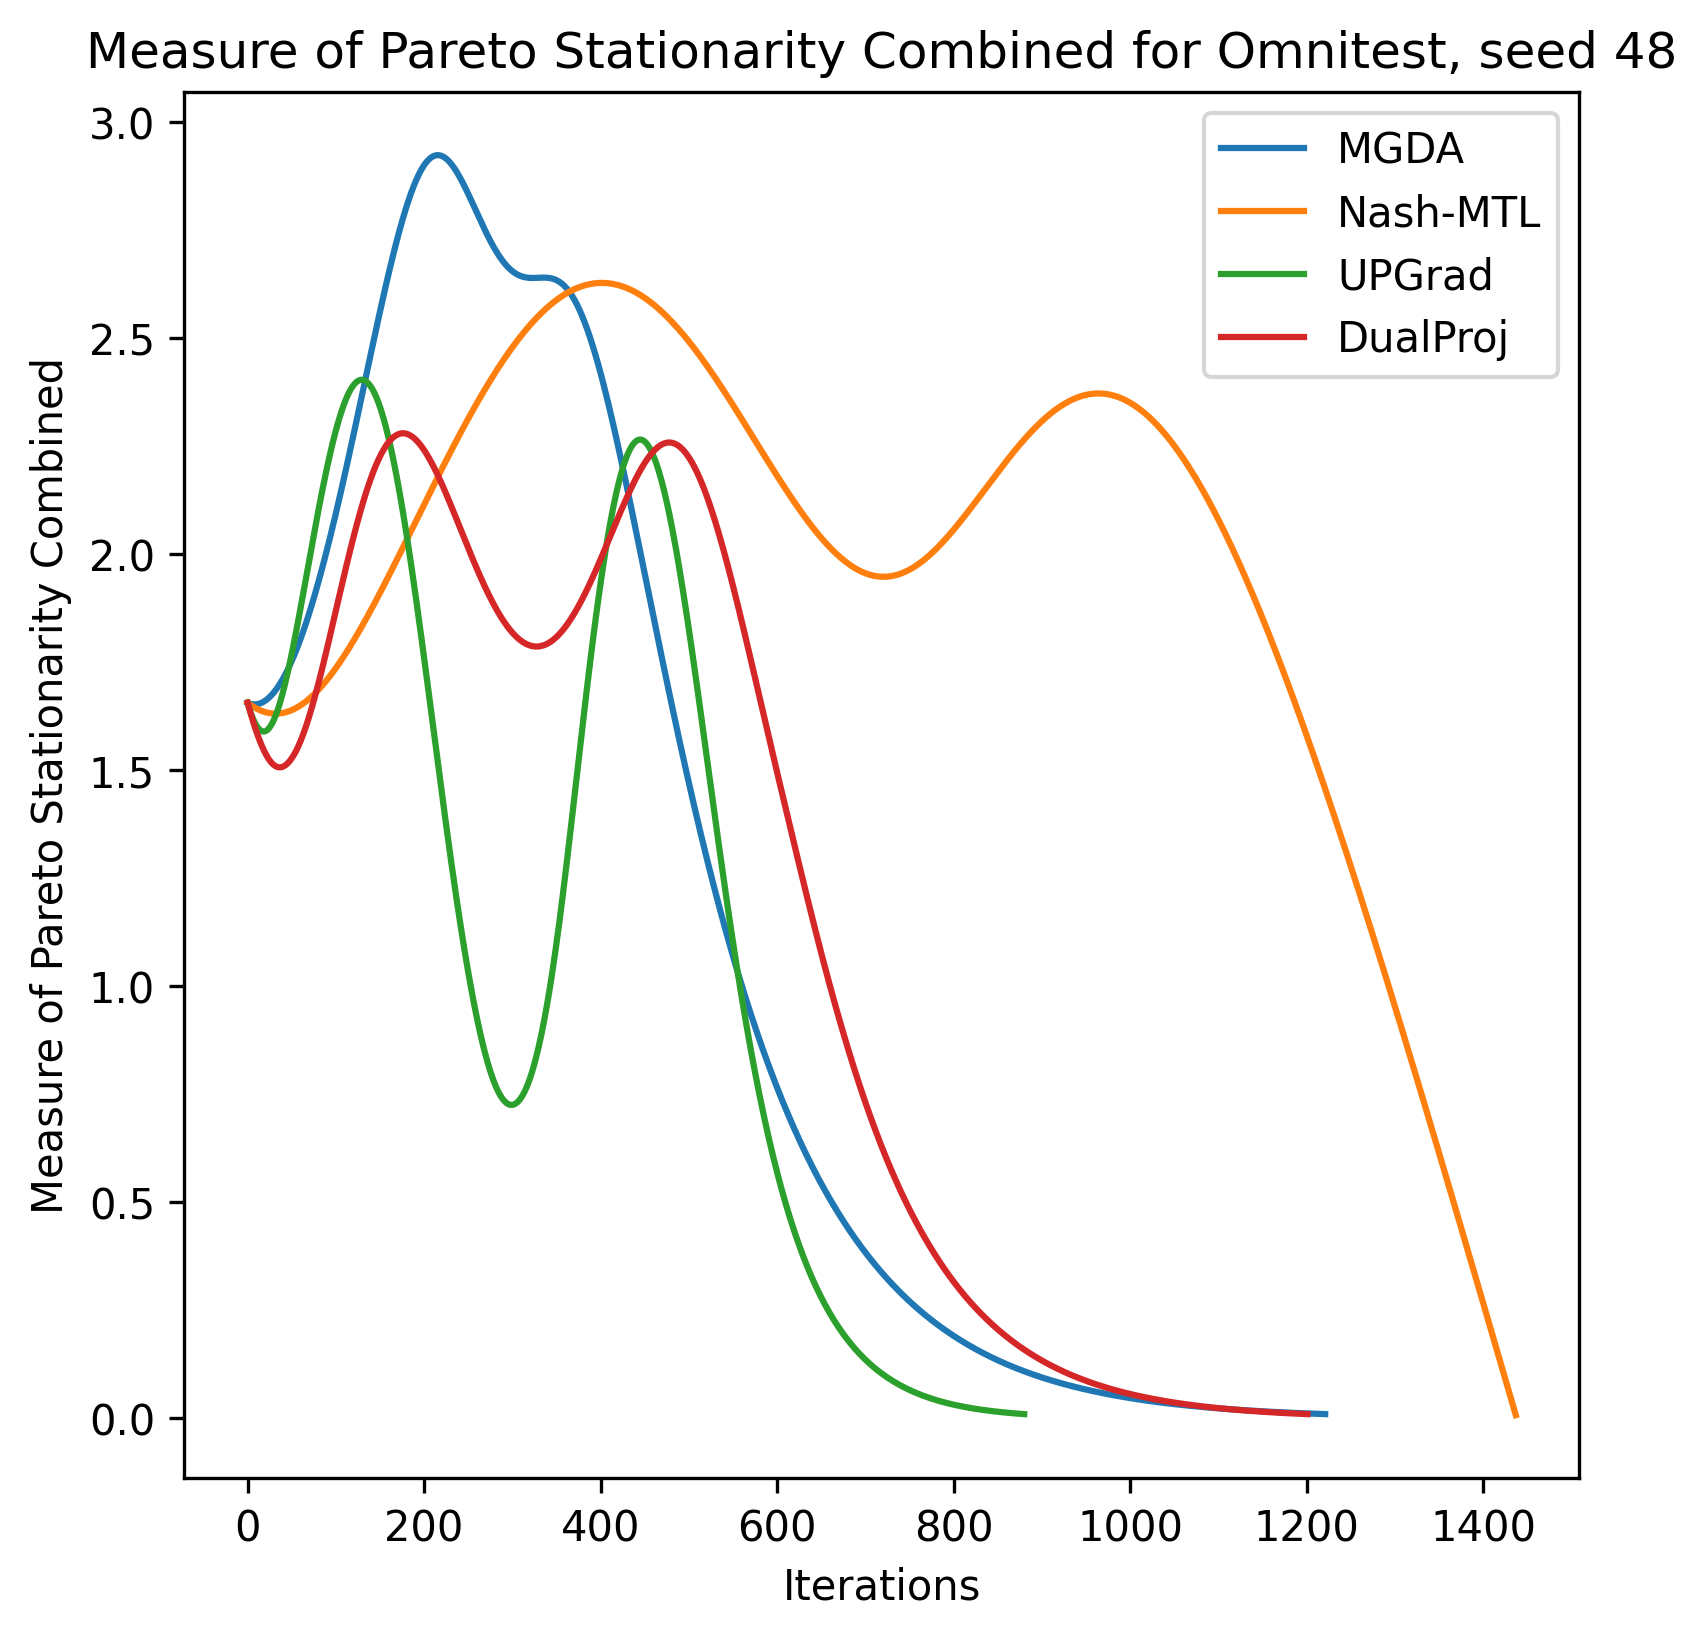 Measure of Pareto Stationarity Combined for Omnitest, seed 48
3.0
2.5
2.0
1.5
1.0
0.5
0.0
Measure of Pareto Stationarity Combined
MGDA
Nash-MTL
UPGrad
DualProj
0 200 400 600 800 1000 1200 1400
Iterations